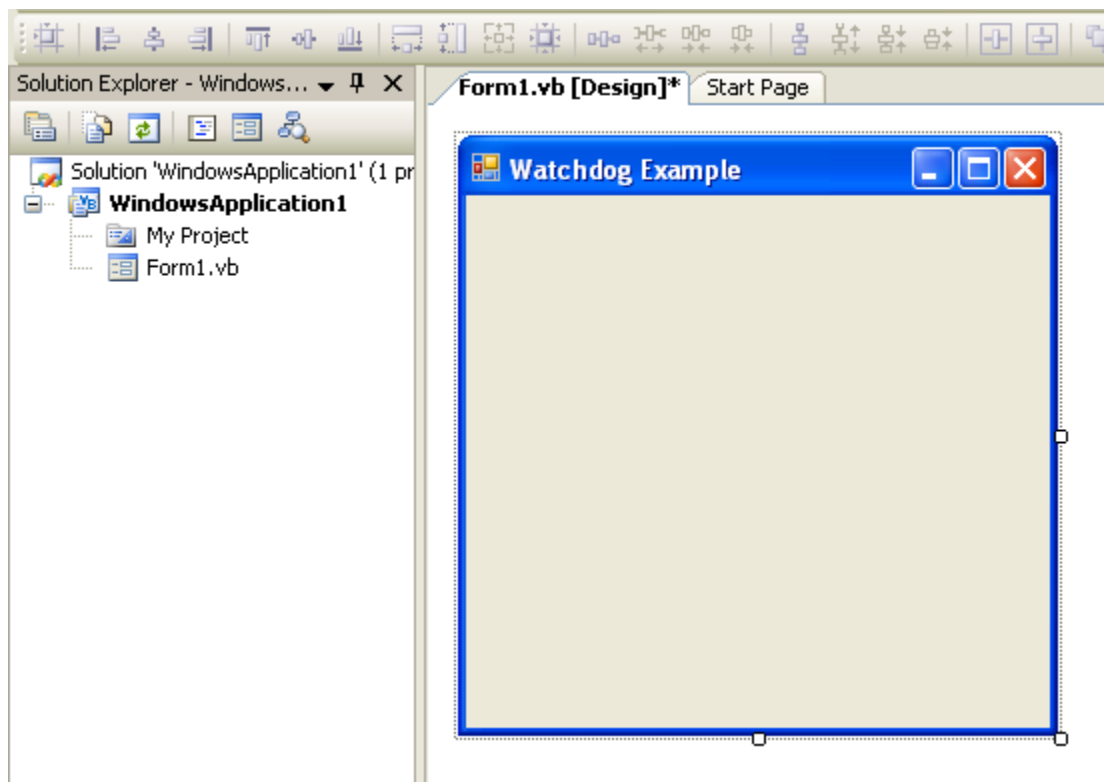 Solution Explorer - Windows...
Form1.vb [Design]*
Start Page
Solution 'WindowsApplication1' (1 pr
WindowsApplication1
My Project
Form1.vb
Watchdog Example